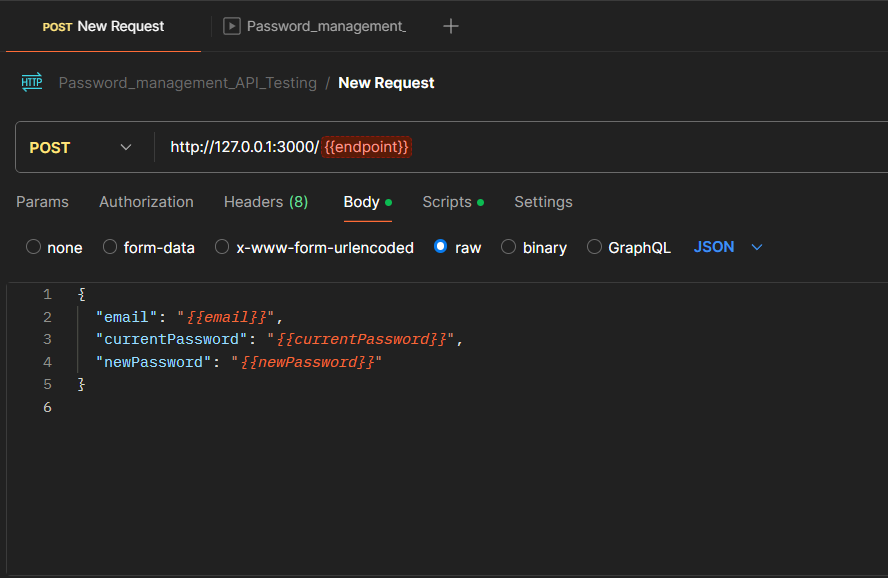 POST New Request Password_management_
HTTP Password_management_API_Testing / New Request
POST http://127.0.0.1:3000/{{endpoint}}
Params Authorization Headers (8) Body Scripts Settings
none form-data x-www-form-urlencoded raw binary GraphQL JSON
1 {
2 "email": "{{email}}",
3 "currentPassword": "{{currentPassword}}",
4 "newPassword": "{{newPassword}}"
5 }
6